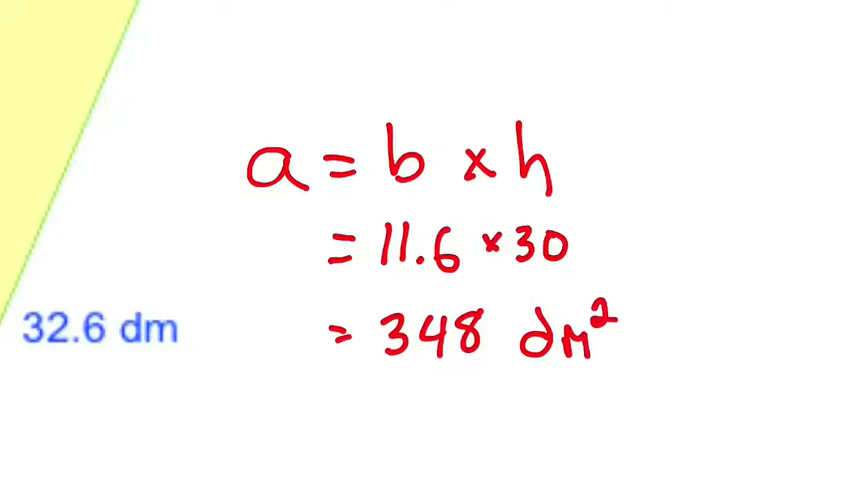 a = b × h
= 11.6 × 30
32.6 dm
= 348 dm²